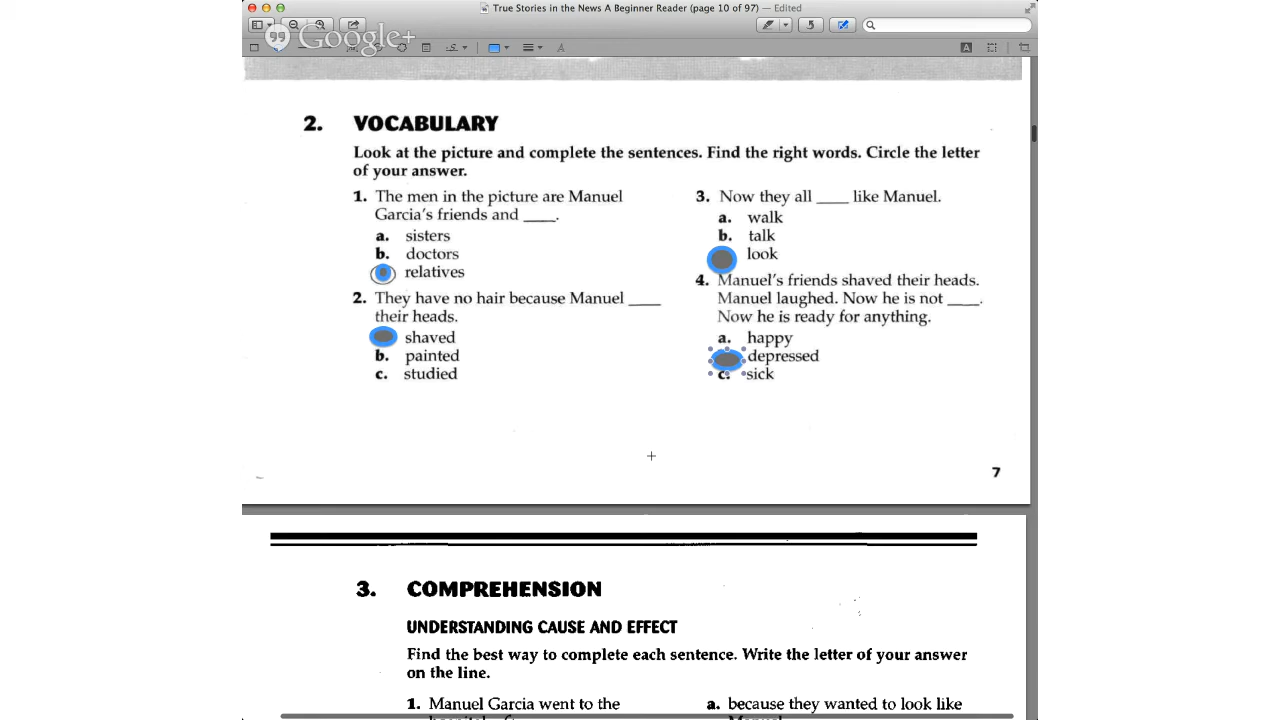 True Stories in the News A Beginner Reader (page 10 of 97) — Edited
Google+
2. VOCABULARY
Look at the picture and complete the sentences. Find the right words. Circle the letter
of your answer.
1. The men in the picture are Manuel
Garcia's friends and ____.
a. sisters
b. doctors
relatives
2. They have no hair because Manuel ____
their heads.
shaved
b. painted
c. studied
3. Now they all ____ like Manuel.
a. walk
b. talk
look
4. Manuel's friends shaved their heads.
Manuel laughed. Now he is not ____.
Now he is ready for anything.
a. happy
depressed
c. sick
7
3. COMPREHENSION
UNDERSTANDING CAUSE AND EFFECT
Find the best way to complete each sentence. Write the letter of your answer
on the line.
1. Manuel Garcia went to the
a. because they wanted to look like